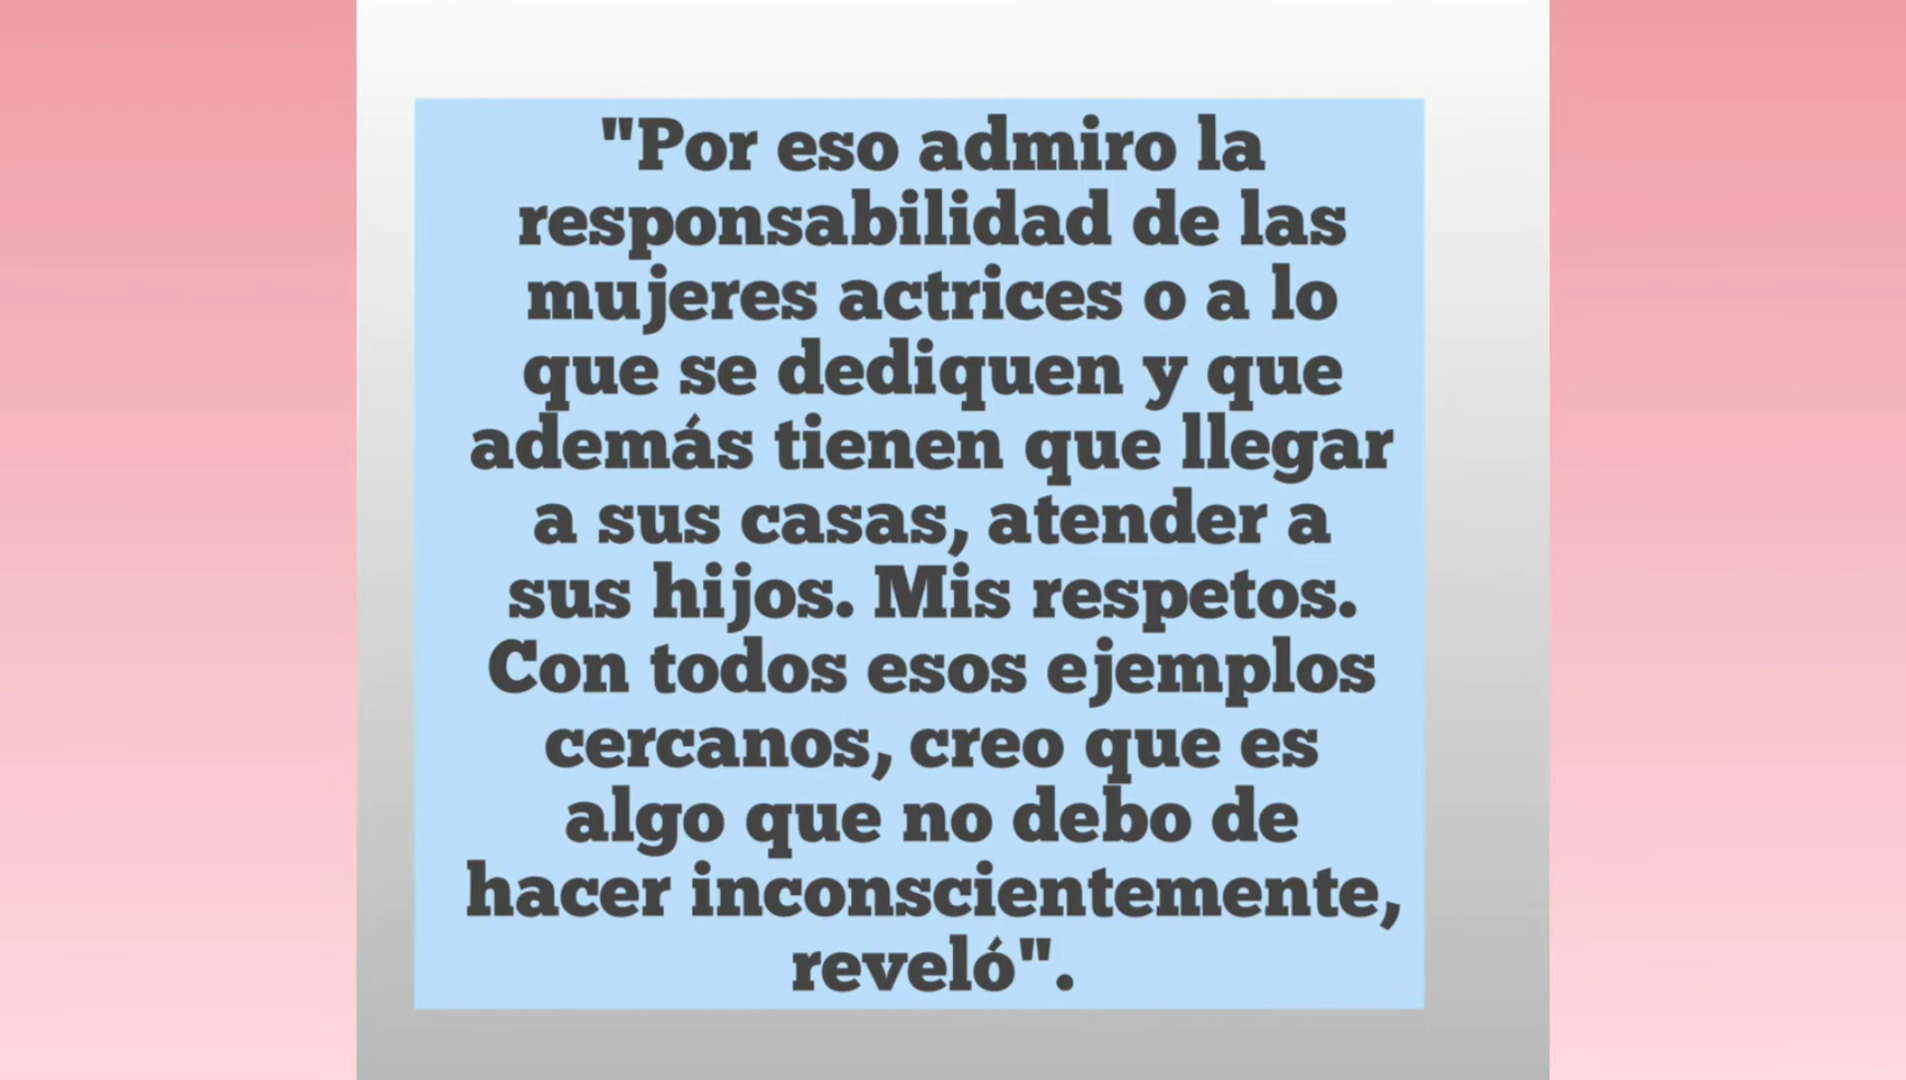 "Por eso admiro la
responsabilidad de las
mujeres actrices o a lo
que se dediquen y que
además tienen que llegar
a sus casas, atender a
sus hijos. Mis respetos.
Con todos esos ejemplos
cercanos, creo que es
algo que no debo de
hacer inconscientemente,
reveló".